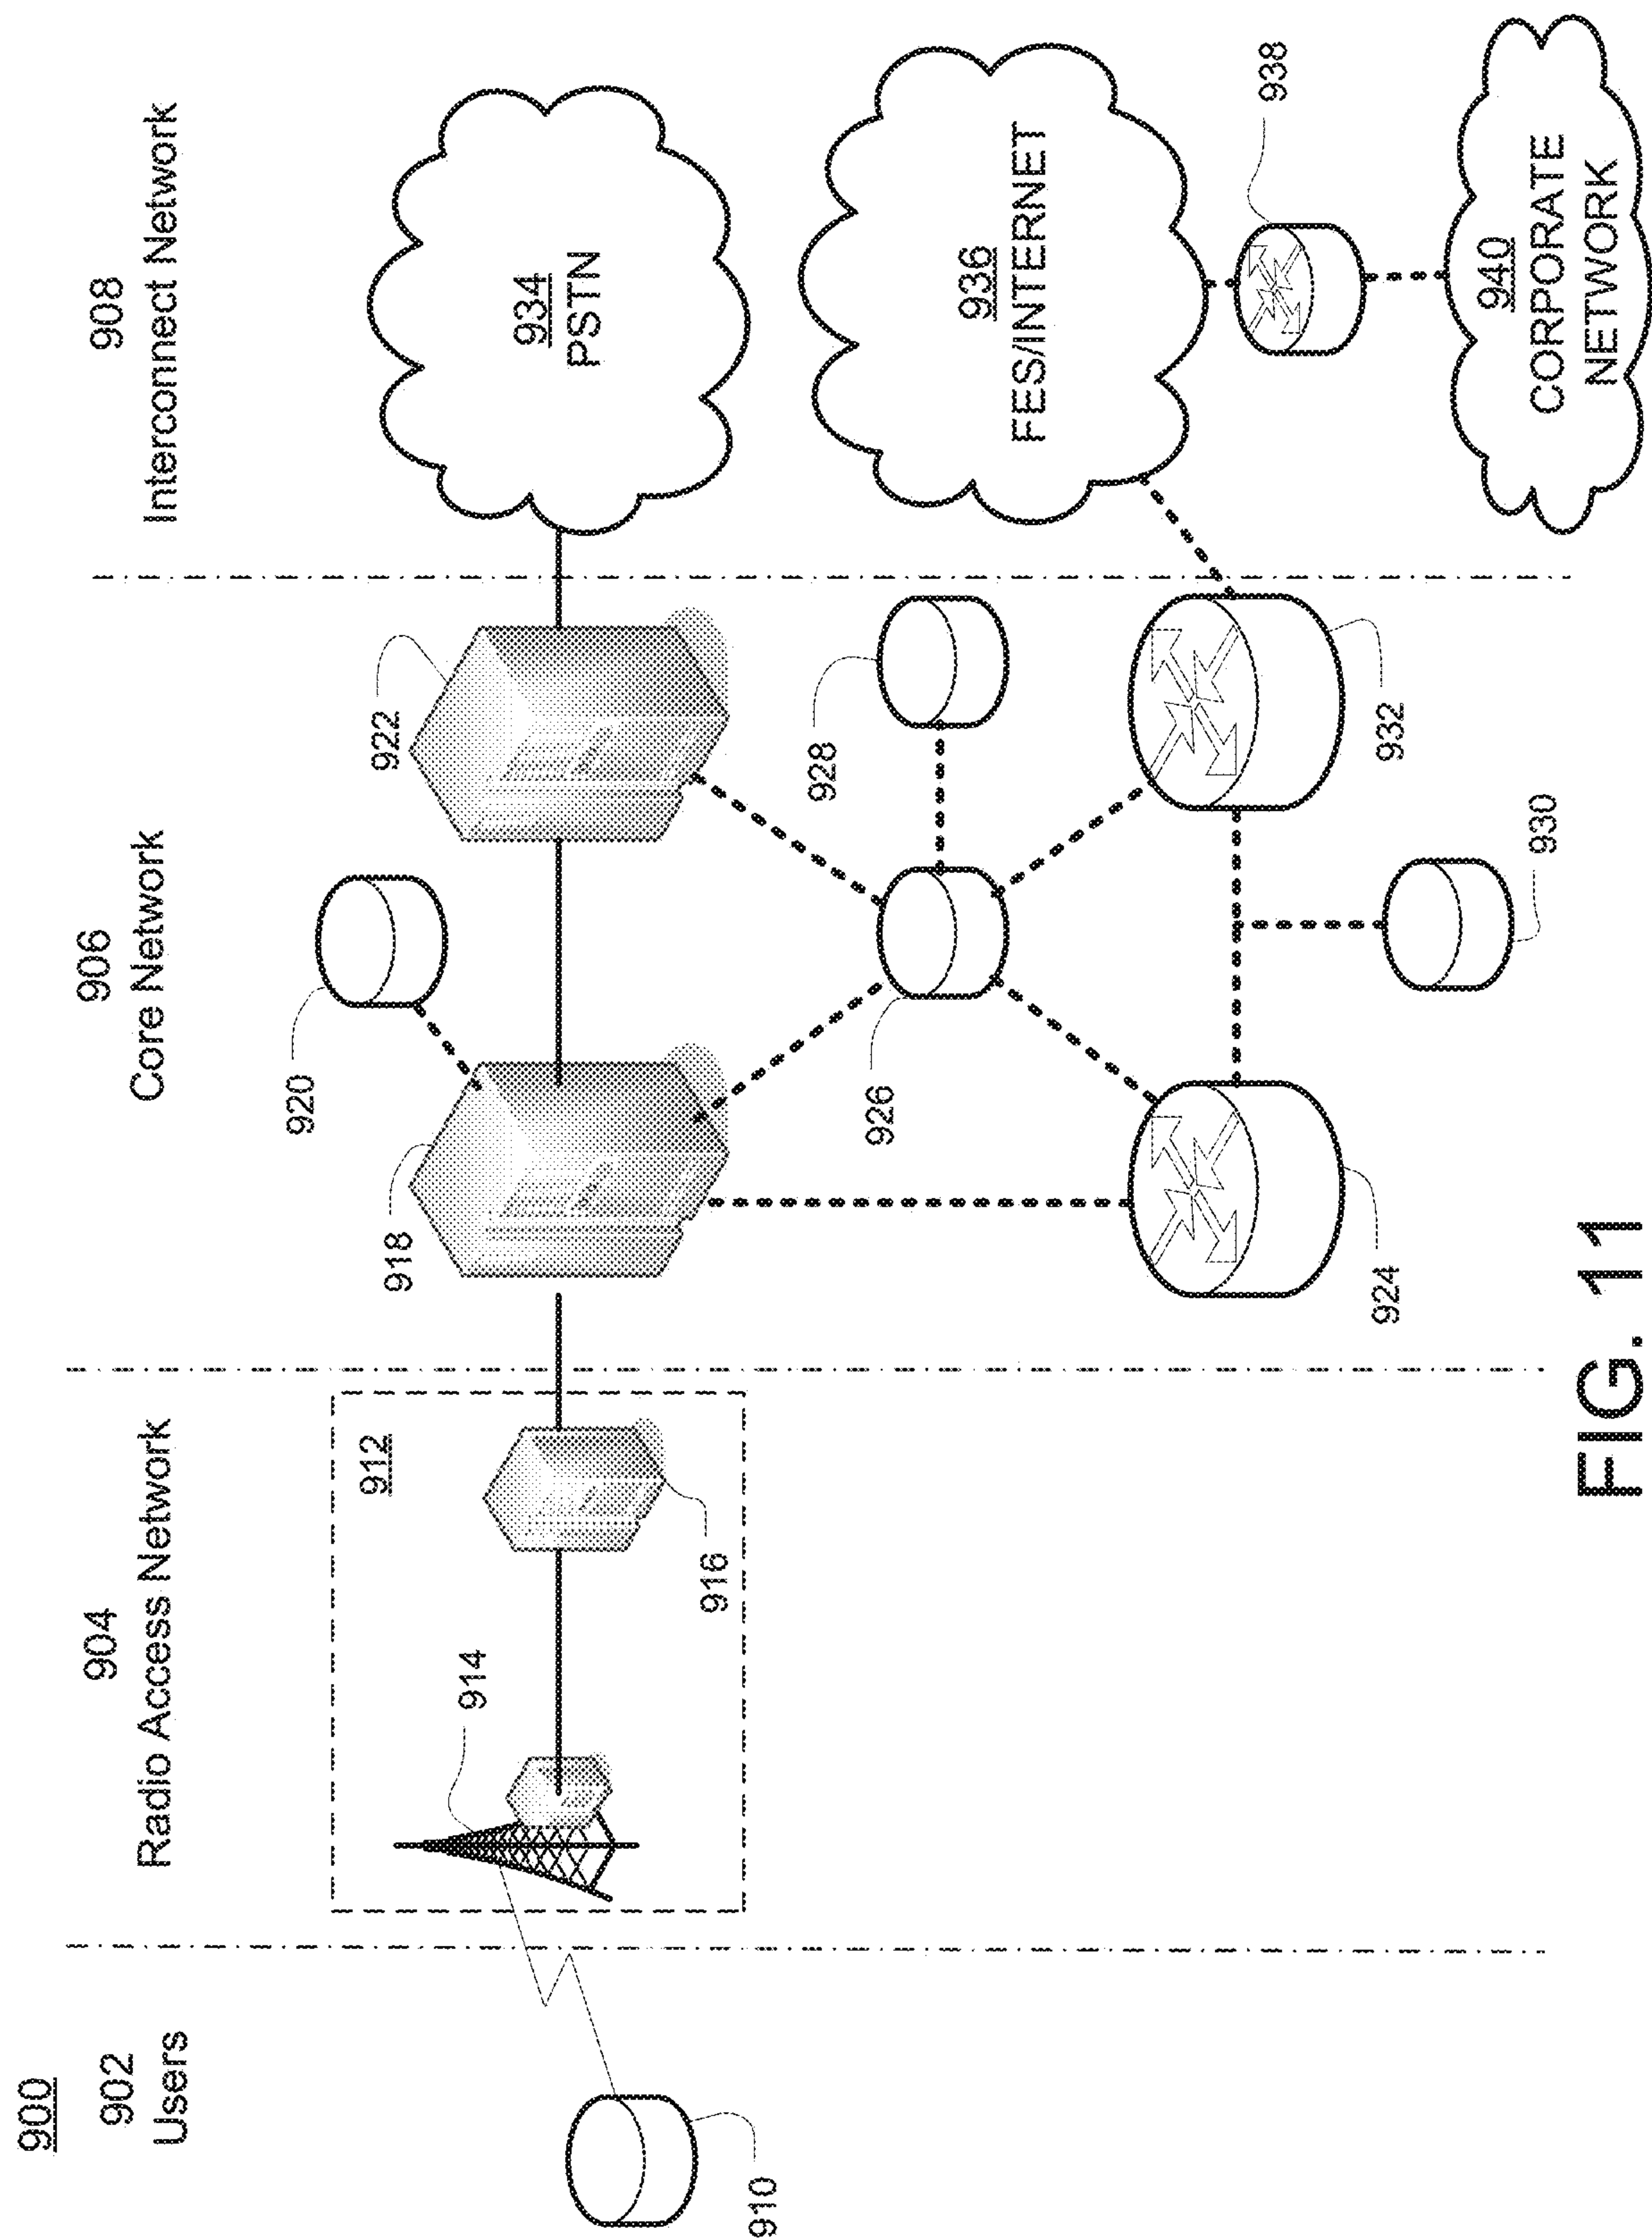 900
902
Users
904
Radio Access Network
906
Core Network
908
Interconnect Network
910
912
914
916
918
920
922
924
926
928
930
932
934
PSTN
936
FES/INTERNET
938
940
CORPORATE
NETWORK
FIG. 11